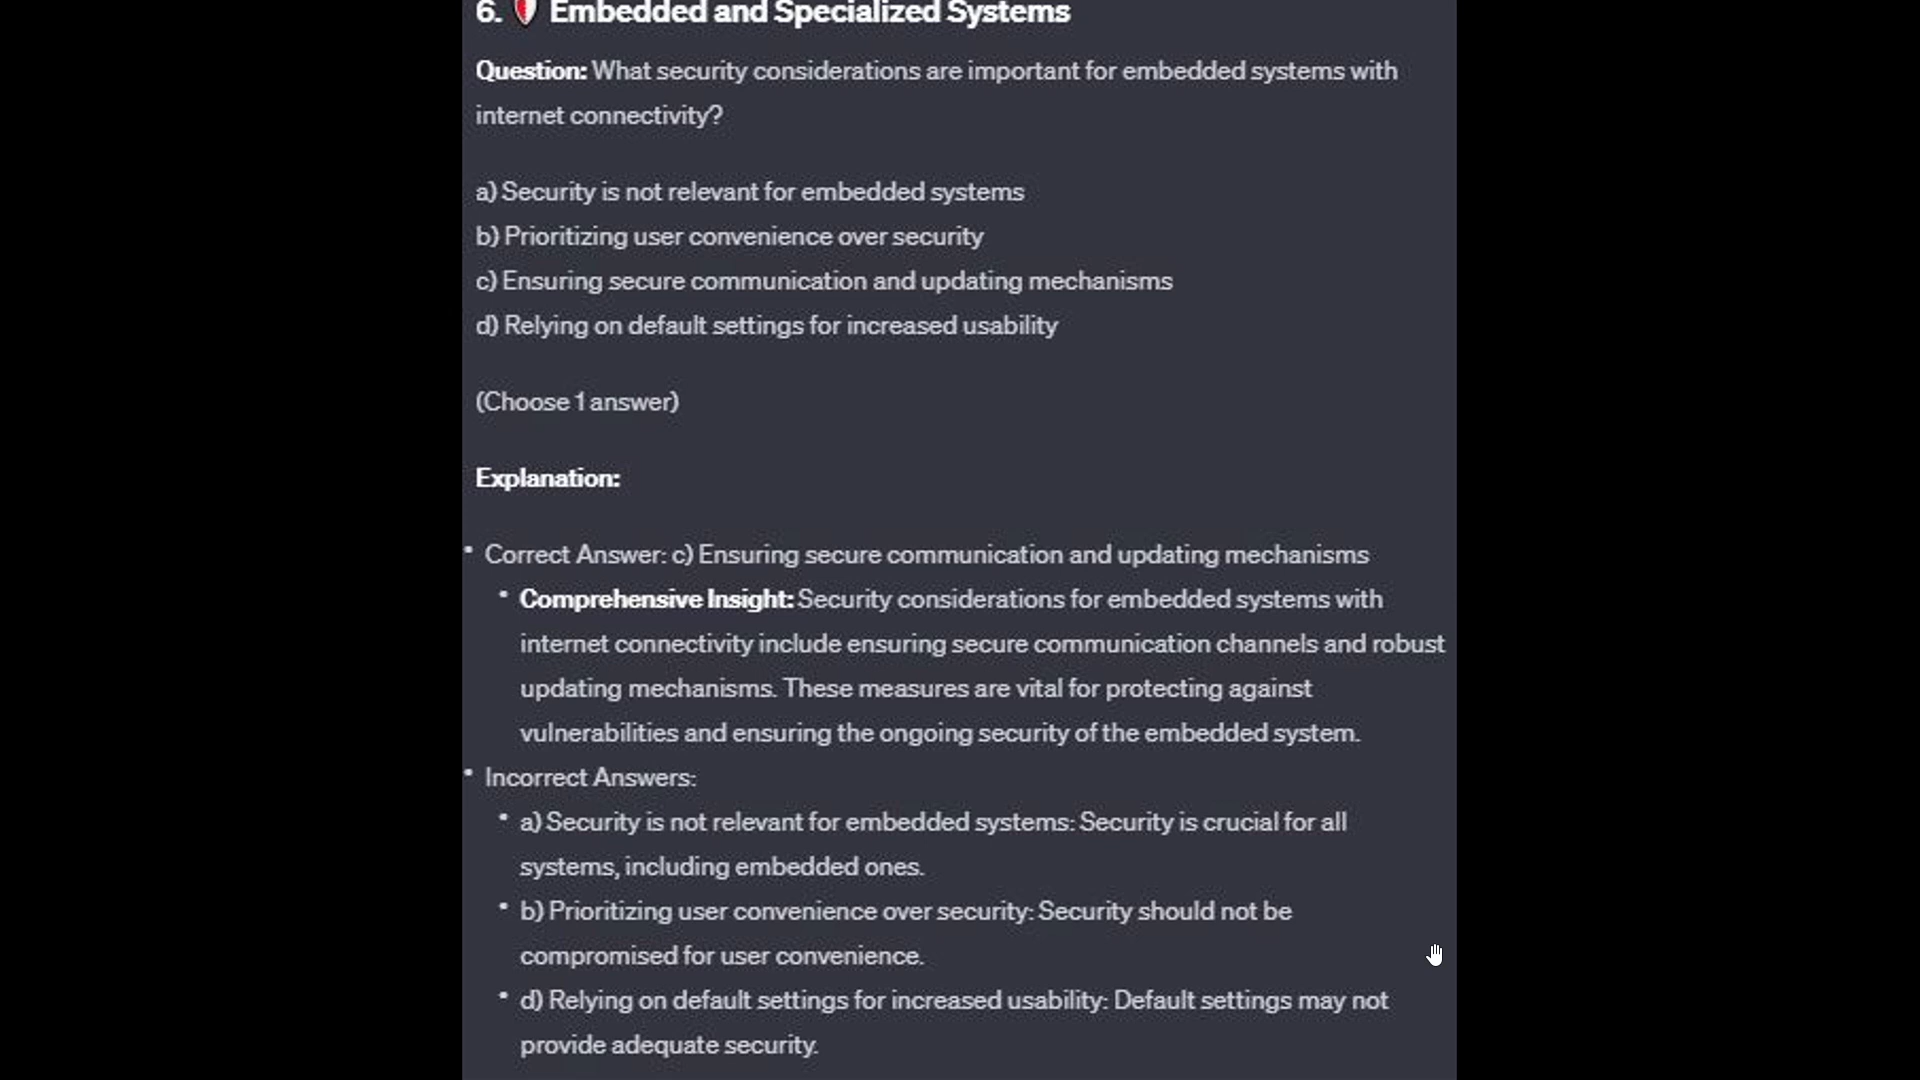 6. 🛡️ Embedded and Specialized Systems
Question: What security considerations are important for embedded systems with
internet connectivity?
a) Security is not relevant for embedded systems
b) Prioritizing user convenience over security
c) Ensuring secure communication and updating mechanisms
d) Relying on default settings for increased usability
(Choose 1 answer)
Explanation:
• Correct Answer: c) Ensuring secure communication and updating mechanisms
• Comprehensive Insight: Security considerations for embedded systems with
internet connectivity include ensuring secure communication channels and robust
updating mechanisms. These measures are vital for protecting against
vulnerabilities and ensuring the ongoing security of the embedded system.
• Incorrect Answers:
• a) Security is not relevant for embedded systems: Security is crucial for all
systems, including embedded ones.
• b) Prioritizing user convenience over security: Security should not be
compromised for user convenience.
• d) Relying on default settings for increased usability: Default settings may not
provide adequate security.